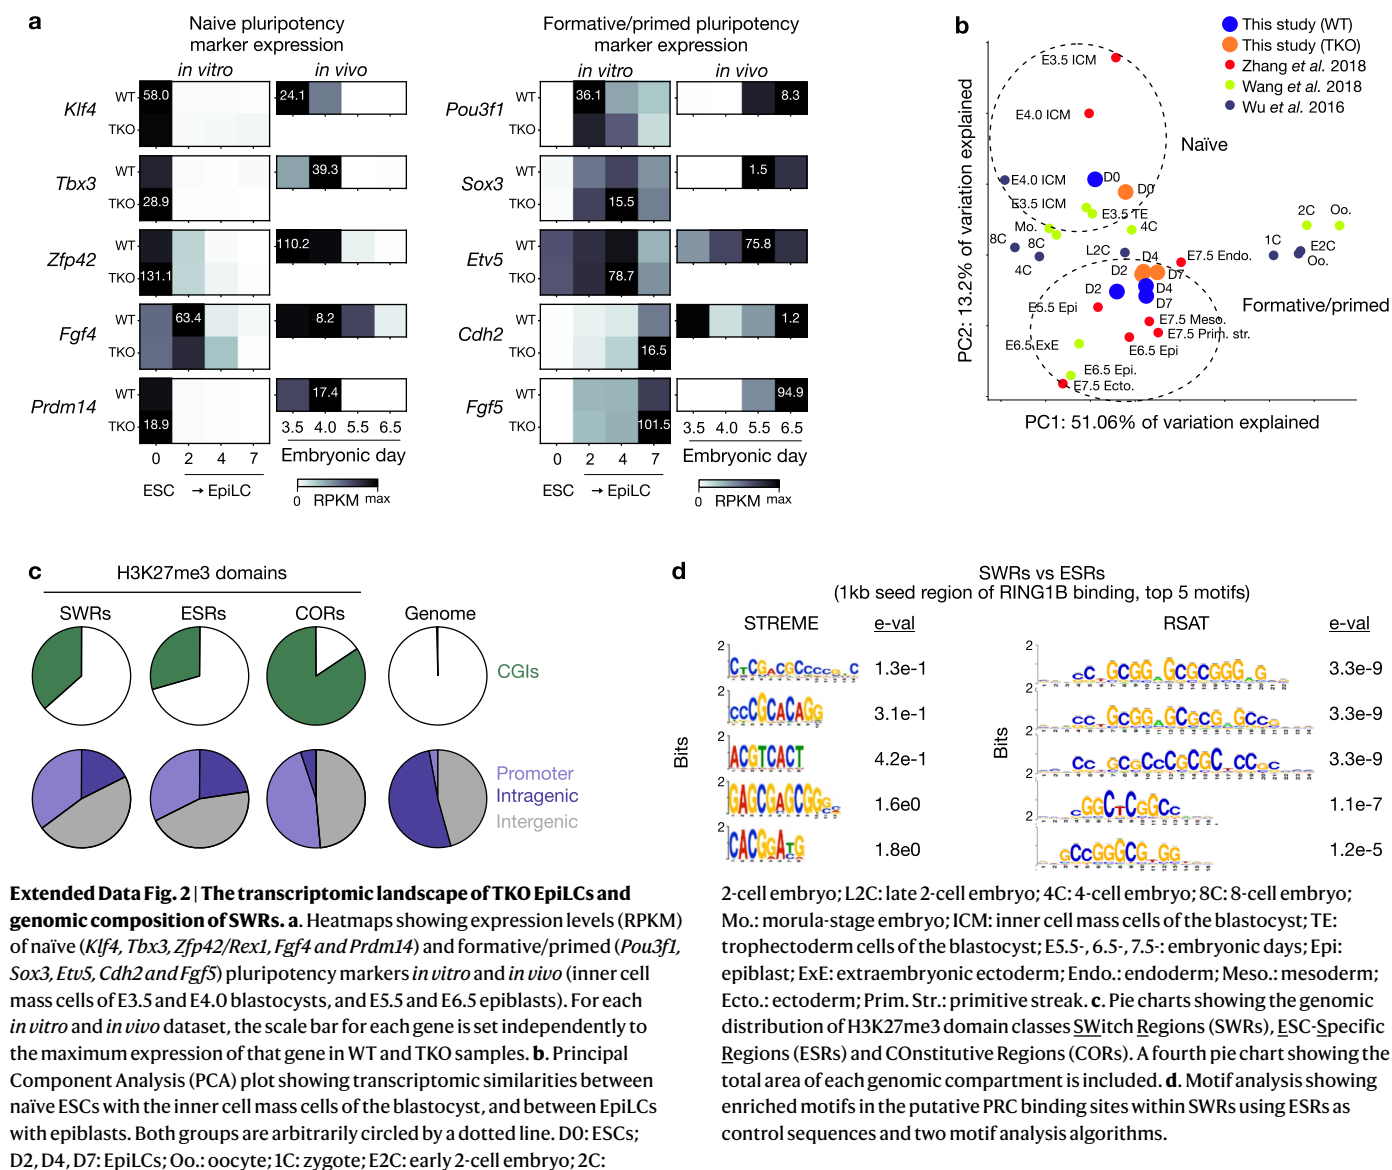 a
Naive pluripotency
marker expression
in vitro
in vivo
Klf4
WT
TKO
58.0
24.1
Tbx3
WT
TKO
28.9
39.3
Zfp42
WT
TKO
131.1
110.2
Fgf4
WT
TKO
63.4
8.2
Prdm14
WT
TKO
18.9
17.4
0 2 4 7
3.5 4.0 5.5 6.5
Embryonic day
ESC → EpiLC
0 RPKM max
Formative/primed pluripotency
marker expression
in vitro
in vivo
Pou3f1
WT
TKO
36.1
8.3
Sox3
WT
TKO
15.5
1.5
Etv5
WT
TKO
78.7
75.8
Cdh2
WT
TKO
16.5
1.2
Fgf5
WT
TKO
101.5
94.9
0 2 4 7
3.5 4.0 5.5 6.5
Embryonic day
ESC → EpiLC
0 RPKM max
b
This study (WT)
This study (TKO)
Zhang et al. 2018
Wang et al. 2018
Wu et al. 2016
PC2: 13.2% of variation explained
PC1: 51.06% of variation explained
Naïve
Formative/primed
E3.5 ICM
E4.0 ICM
E4.0 ICM
D0
D0
E3.5 ICM
E3.5 TE
Mo.
4C
8C
8C
4C
L2C
2C
Oo.
1C
E2C
Oo.
D4
D2
D7
E7.5 Endo.
D2
D4
D7
E5.5 Epi
E7.5 Meso.
E7.5 Prim. str.
E6.5 ExE
E6.5 Epi
E6.5 Epi.
E7.5 Ecto.
c
H3K27me3 domains
SWRs
ESRs
CORs
Genome
CGIs
Promoter
Intragenic
Intergenic
d
SWRs vs ESRs
(1kb seed region of RING1B binding, top 5 motifs)
STREME
e-val
1.3e-1
3.1e-1
4.2e-1
1.6e0
1.8e0
Bits
2
2
2
2
2
RSAT
e-val
3.3e-9
3.3e-9
3.3e-9
1.1e-7
1.2e-5
Bits
2
2
2
2
2
Extended Data Fig. 2 | The transcriptomic landscape of TKO EpiLCs and
genomic composition of SWRs. a. Heatmaps showing expression levels (RPKM)
of naïve (Klf4, Tbx3, Zfp42/Rex1, Fgf4 and Prdm14) and formative/primed (Pou3f1,
Sox3, Etv5, Cdh2 and Fgf5) pluripotency markers in vitro and in vivo (inner cell
mass cells of E3.5 and E4.0 blastocysts, and E5.5 and E6.5 epiblasts). For each
in vitro and in vivo dataset, the scale bar for each gene is set independently to
the maximum expression of that gene in WT and TKO samples. b. Principal
Component Analysis (PCA) plot showing transcriptomic similarities between
naïve ESCs with the inner cell mass cells of the blastocyst, and between EpiLCs
with epiblasts. Both groups are arbitrarily circled by a dotted line. D0: ESCs;
D2, D4, D7: EpiLCs; Oo.: oocyte; 1C: zygote; E2C: early 2-cell embryo; 2C:
2-cell embryo; L2C: late 2-cell embryo; 4C: 4-cell embryo; 8C: 8-cell embryo;
Mo.: morula-stage embryo; ICM: inner cell mass cells of the blastocyst; TE:
trophectoderm cells of the blastocyst; E5.5-, 6.5-, 7.5-: embryonic days; Epi:
epiblast; ExE: extraembryonic ectoderm; Endo.: endoderm; Meso.: mesoderm;
Ecto.: ectoderm; Prim. Str.: primitive streak. c. Pie charts showing the genomic
distribution of H3K27me3 domain classes SWitch Regions (SWRs), ESC-Specific
Regions (ESRs) and COnstitutive Regions (CORs). A fourth pie chart showing the
total area of each genomic compartment is included. d. Motif analysis showing
enriched motifs in the putative PRC binding sites within SWRs using ESRs as
control sequences and two motif analysis algorithms.